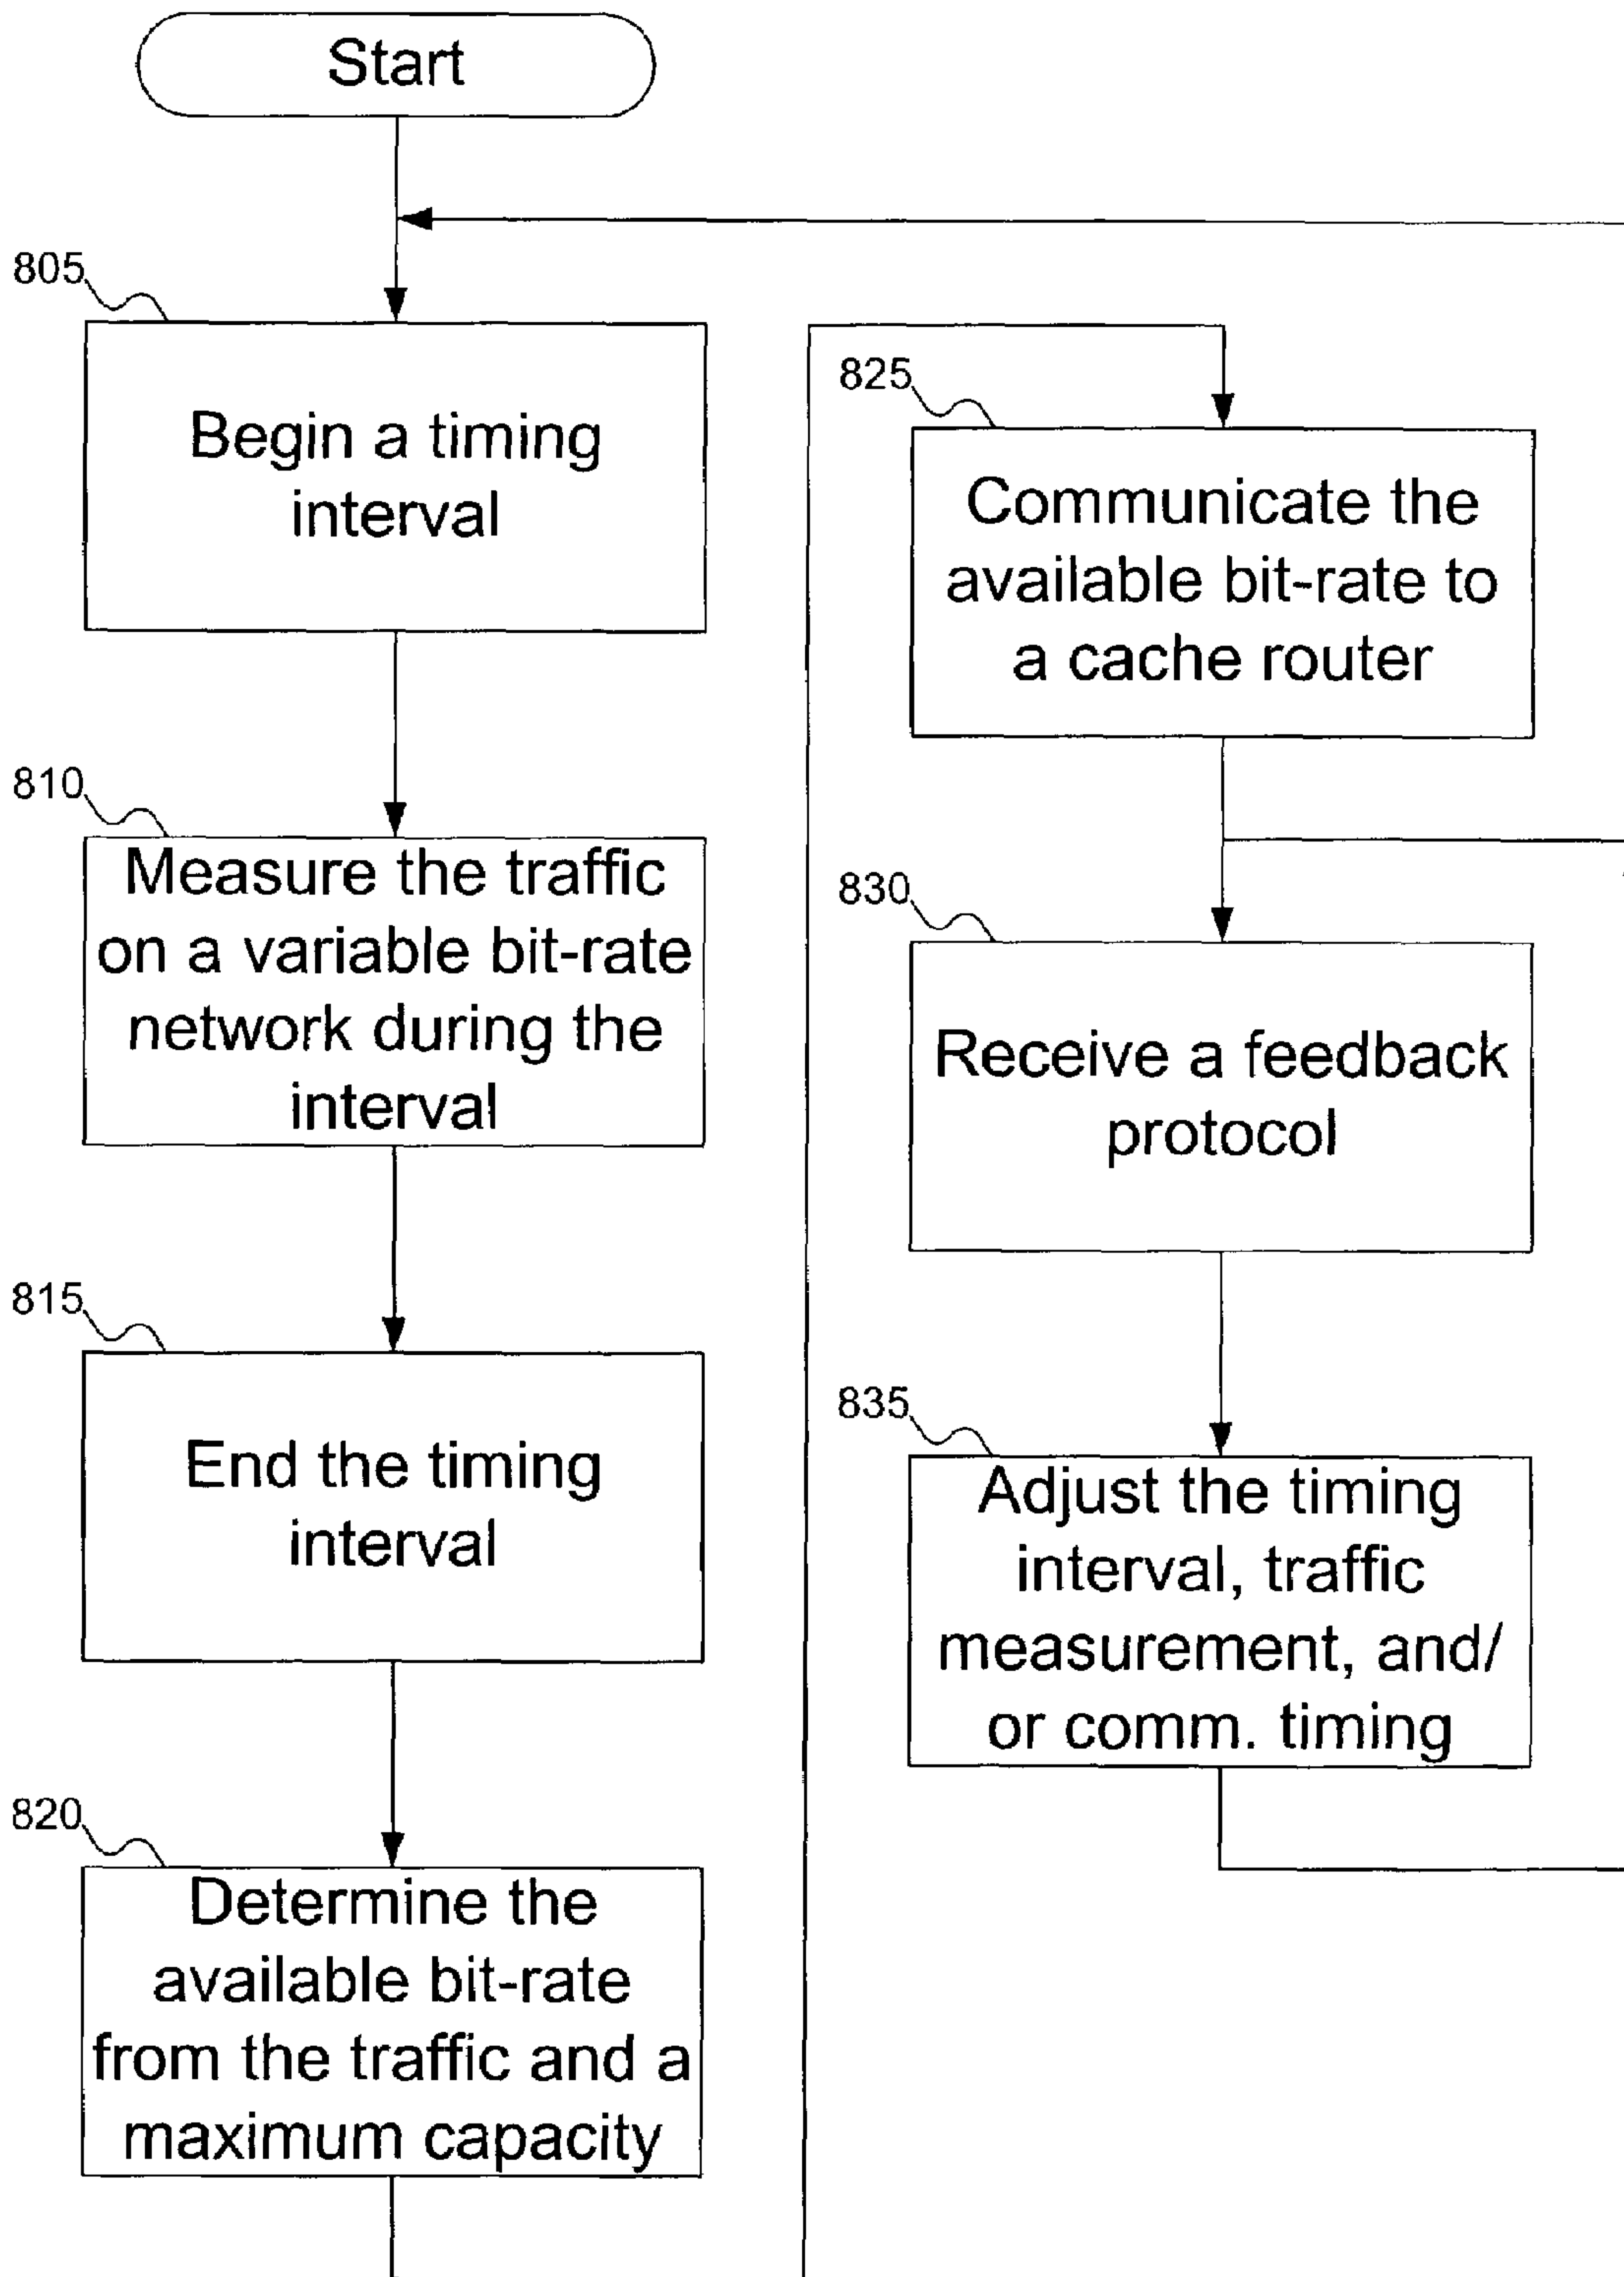 Start
805
Begin a timing
interval
810
Measure the traffic
on a variable bit-rate
network during the
interval
815
End the timing
interval
820
Determine the
available bit-rate
from the traffic and a
maximum capacity
825
Communicate the
available bit-rate to
a cache router
830
Receive a feedback
protocol
835
Adjust the timing
interval, traffic
measurement, and/
or comm. timing